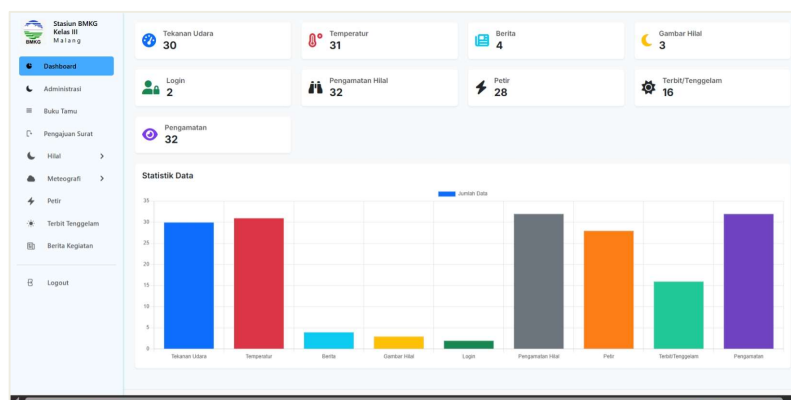 Stasiun BMKG
Kelas III
Malang
BMKG
Dashboard
Administrasi
Buku Tamu
Pengajuan Surat
Hilal
Meteografi
Petir
Terbit Tenggelam
Berita Kegiatan
Logout
Tekanan Udara
30
Temperatur
31
Berita
4
Gambar Hilal
3
Login
2
Pengamatan Hilal
32
Petir
28
Terbit/Tenggelam
16
Pengamatan
32
Statistik Data
Jumlah Data
35
30
25
20
15
10
5
0
Tekanan Udara
Temperatur
Berita
Gambar Hilal
Login
Pengamatan Hilal
Petir
Terbit/Tenggelam
Pengamatan